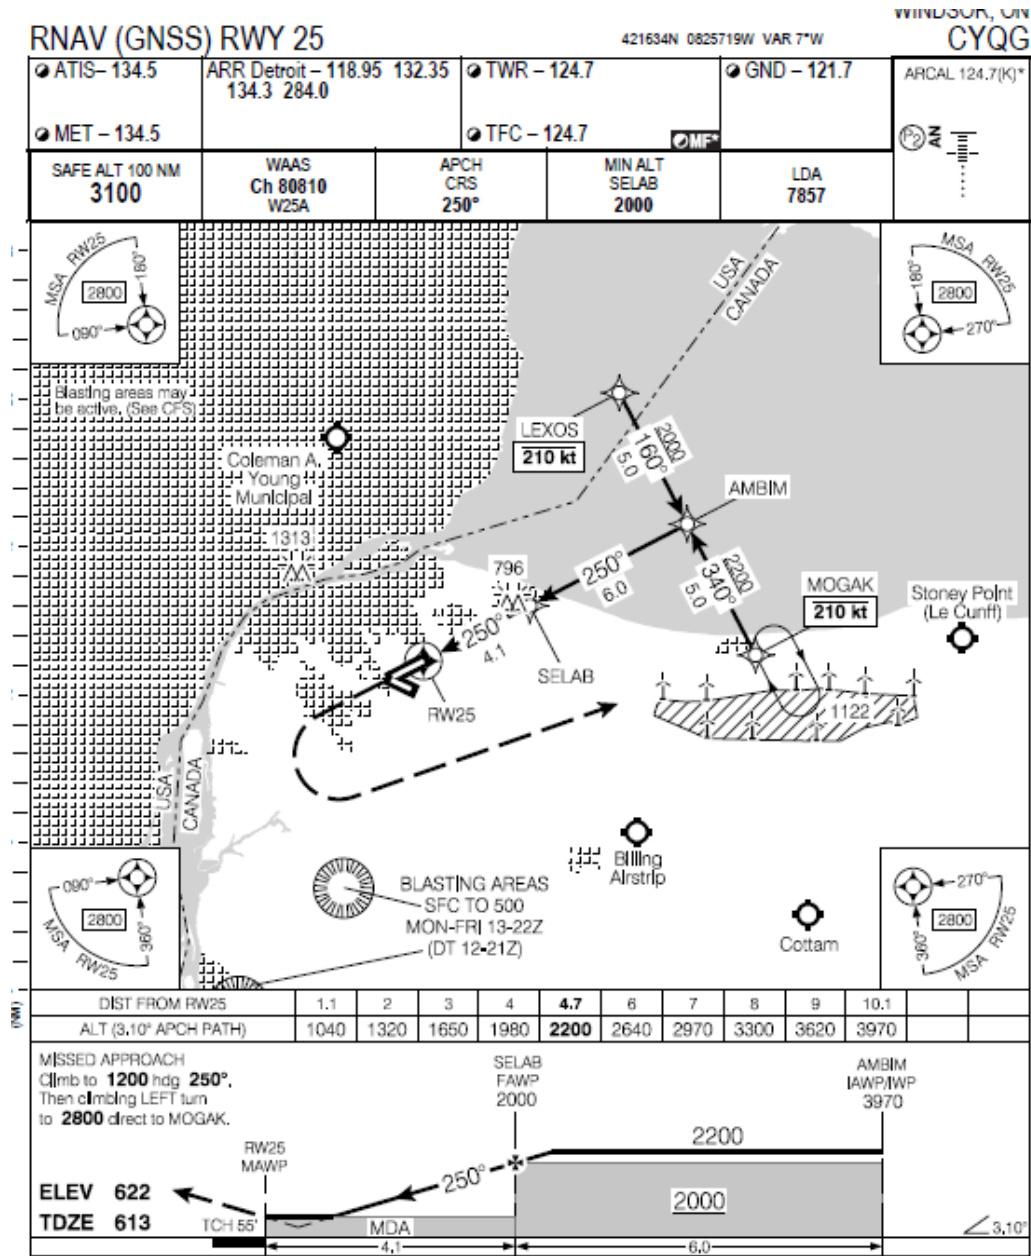 WINDSOR, ON
RNAV (GNSS) RWY 25
421634N 0825719W VAR 7°W
CYQG
ATIS– 134.5
ARR Detroit – 118.95 132.35
134.3 284.0
TWR – 124.7
GND – 121.7
ARCAL 124.7(K)*
MET – 134.5
TFC – 124.7
MF*
P2
AN
SAFE ALT 100 NM
3100
WAAS
Ch 80810
W25A
APCH
CRS
250°
MIN ALT
SELAB
2000
LDA
7857
MSA RW25
180°
2800
090°
MSA RW25
180°
2800
270°
USA
CANADA
Blasting areas may
be active. (See CFS)
Coleman A.
Young
Municipal
LEXOS
210 kt
2000
160°
5.0
AMBIM
1313
796
250°
6.0
2200
340°
5.0
MOGAK
210 kt
Stoney Point
(Le Cunff)
250°
4.1
SELAB
RW25
1122
USA
CANADA
Billing
Airstrip
BLASTING AREAS
SFC TO 500
MON-FRI 13-22Z
(DT 12-21Z)
Cottam
090°
2800
360°
MSA RW25
270°
2800
360°
MSA RW25
(NM)
DIST FROM RW25 1.1 2 3 4 4.7 6 7 8 9 10.1
ALT (3.10° APCH PATH) 1040 1320 1650 1980 2200 2640 2970 3300 3620 3970
MISSED APPROACH
Climb to 1200 hdg 250°.
Then climbing LEFT turn
to 2800 direct to MOGAK.
SELAB
FAWP
2000
AMBIM
IAWP/IWP
3970
RW25
MAWP
2200
250°
2000
ELEV 622
TDZE 613
TCH 55'
MDA
3.10°
4.1
6.0